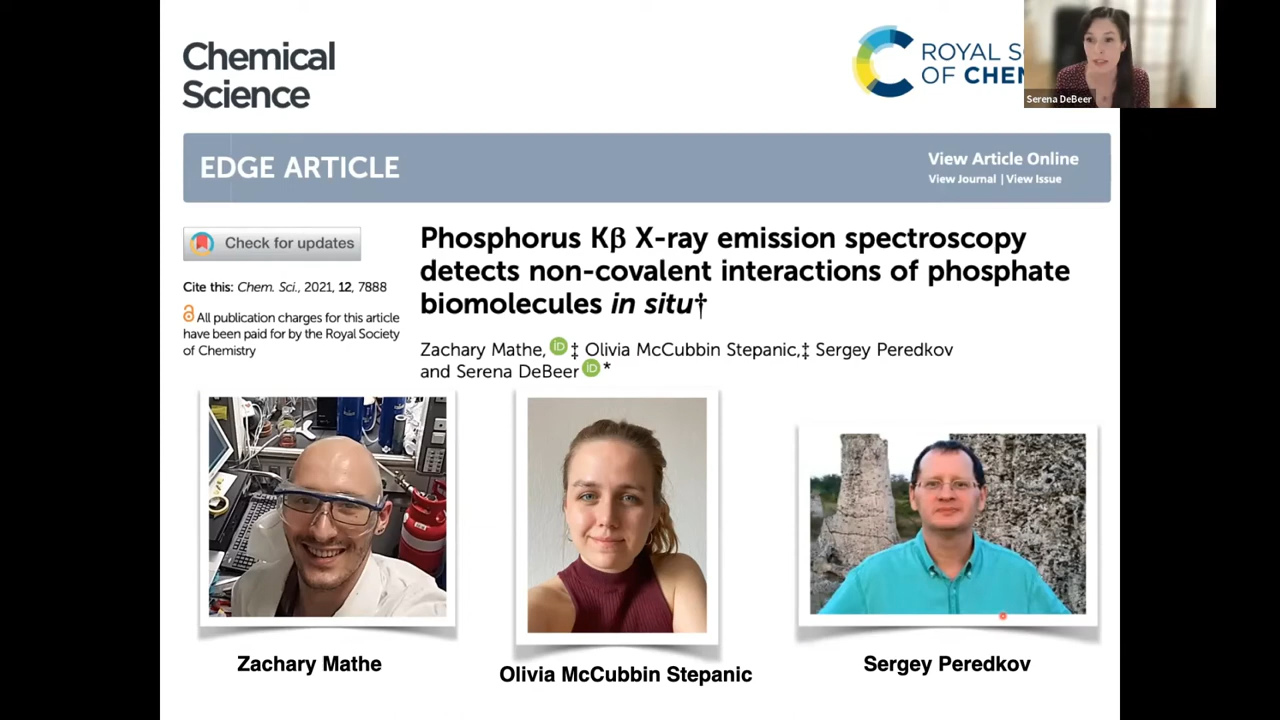 Chemical
Science
ROYAL SO
OF CHEM
Serena DeBeer
EDGE ARTICLE
View Article Online
View Journal | View Issue
Check for updates
Cite this: Chem. Sci., 2021, 12, 7888
All publication charges for this article
have been paid for by the Royal Society
of Chemistry
Phosphorus Kβ X-ray emission spectroscopy
detects non-covalent interactions of phosphate
biomolecules in situ†
Zachary Mathe, iD ‡ Olivia McCubbin Stepanic,‡ Sergey Peredkov
and Serena DeBeer iD *
Zachary Mathe
Olivia McCubbin Stepanic
Sergey Peredkov